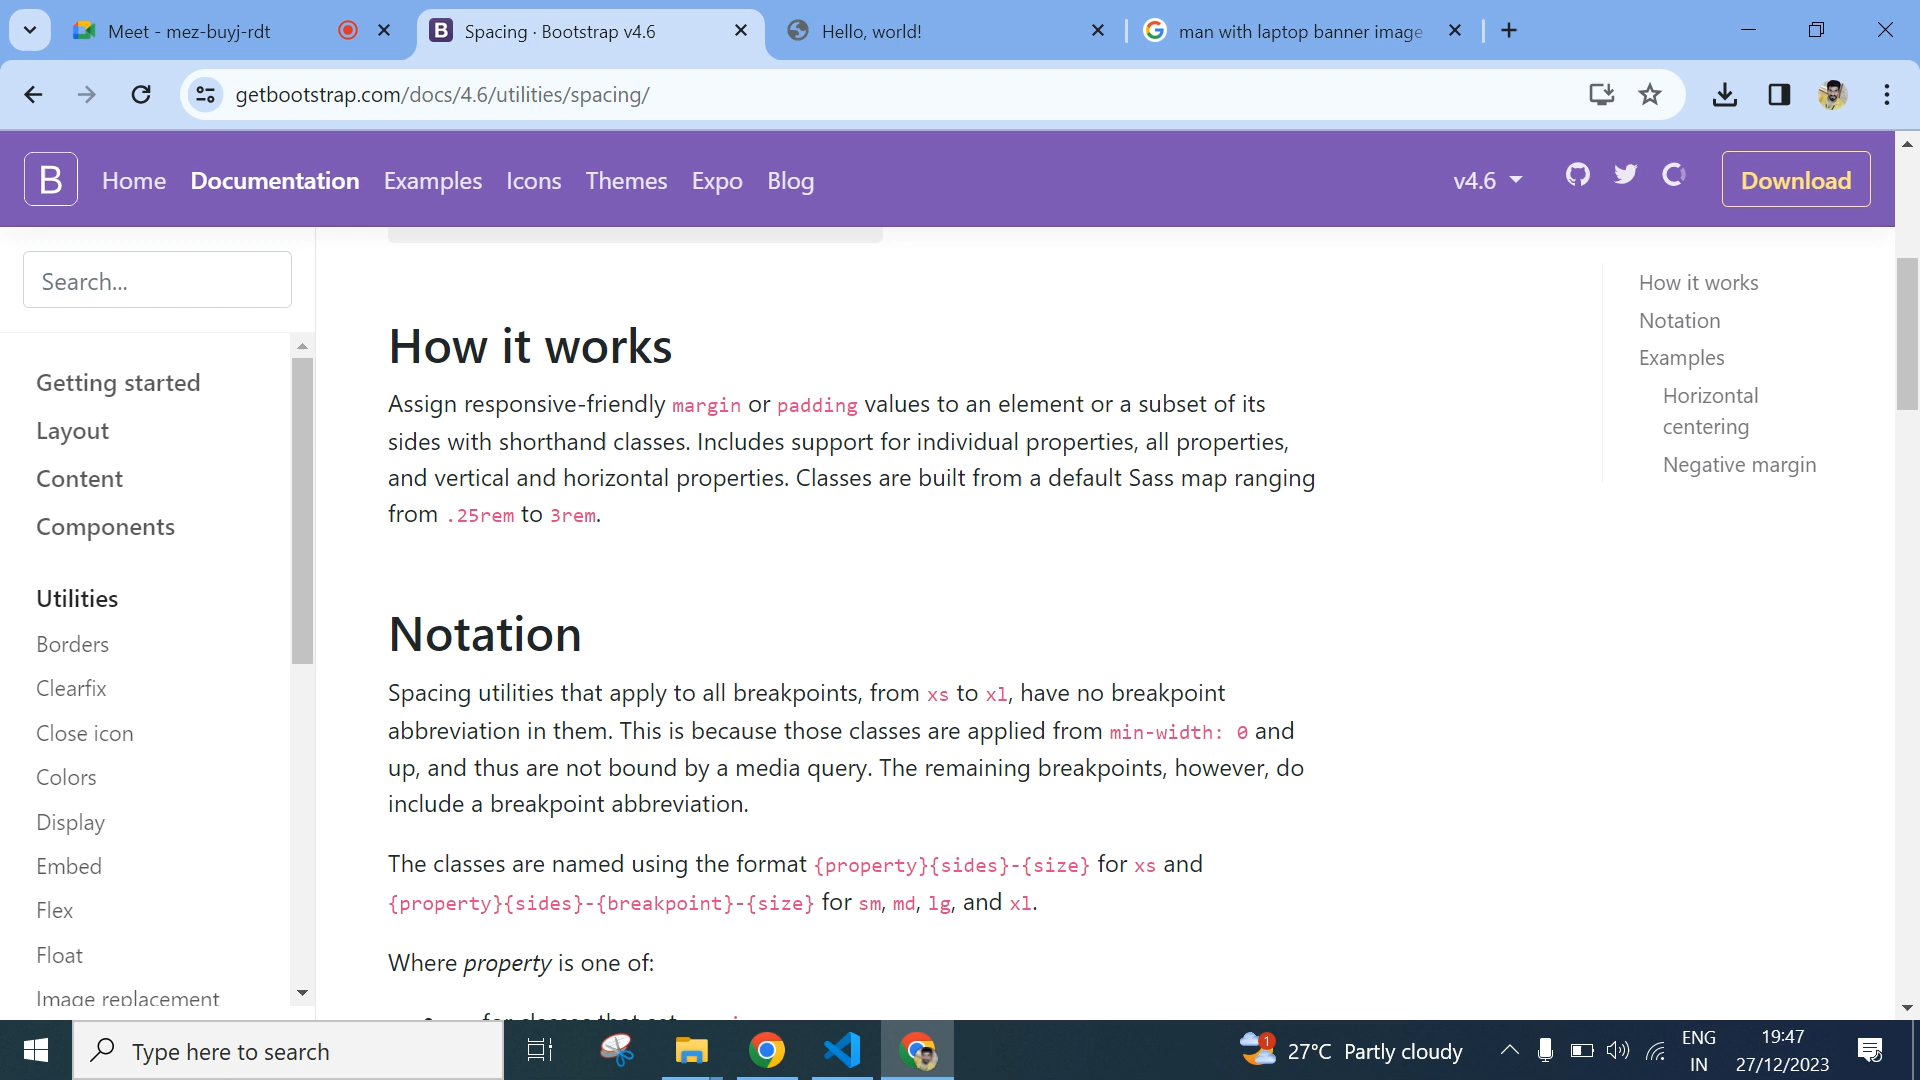 Meet - mez-buyj-rdt
Spacing · Bootstrap v4.6
Hello, world!
man with laptop banner image
getbootstrap.com/docs/4.6/utilities/spacing/
B Home Documentation Examples Icons Themes Expo Blog v4.6 Download
Search...
Getting started
Layout
Content
Components
Utilities
Borders
Clearfix
Close icon
Colors
Display
Embed
Flex
Float
Image replacement
How it works
Assign responsive-friendly margin or padding values to an element or a subset of its
sides with shorthand classes. Includes support for individual properties, all properties,
and vertical and horizontal properties. Classes are built from a default Sass map ranging
from .25rem to 3rem.
Notation
Spacing utilities that apply to all breakpoints, from xs to xl, have no breakpoint
abbreviation in them. This is because those classes are applied from min-width: 0 and
up, and thus are not bound by a media query. The remaining breakpoints, however, do
include a breakpoint abbreviation.
The classes are named using the format {property}{sides}-{size} for xs and
{property}{sides}-{breakpoint}-{size} for sm, md, lg, and xl.
Where property is one of:
for classes that set
How it works
Notation
Examples
Horizontal
centering
Negative margin
Type here to search
1
27°C Partly cloudy
ENG
IN
19:47
27/12/2023